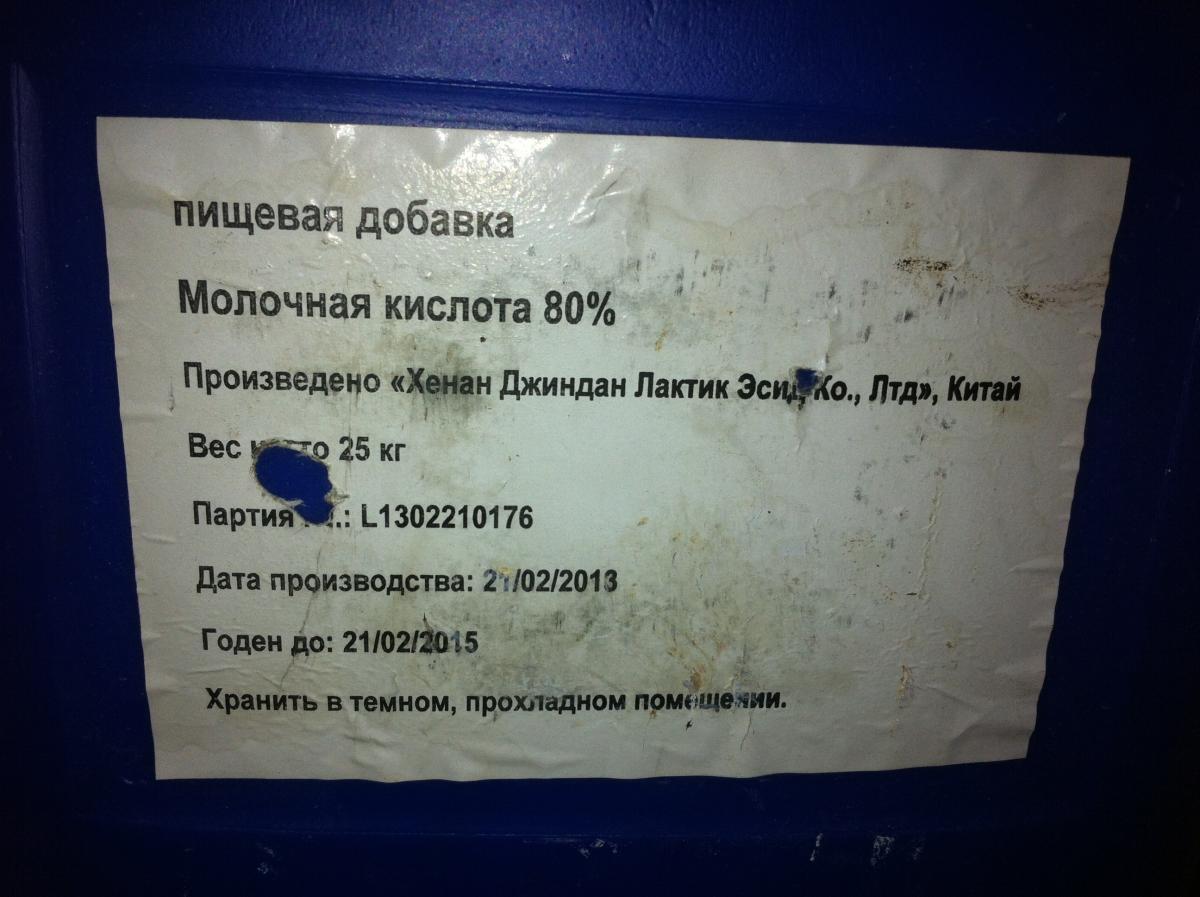 пищевая добавка
Молочная кислота 80%
Произведено «Хенан Джиндан Лактик Эсид, Ко., Лтд», Китай
Вес 25 кг
Партия L1302210176
Дата производства: 21/02/2013
Годен до: 21/02/2015
Хранить в темном, прохладном помещении.